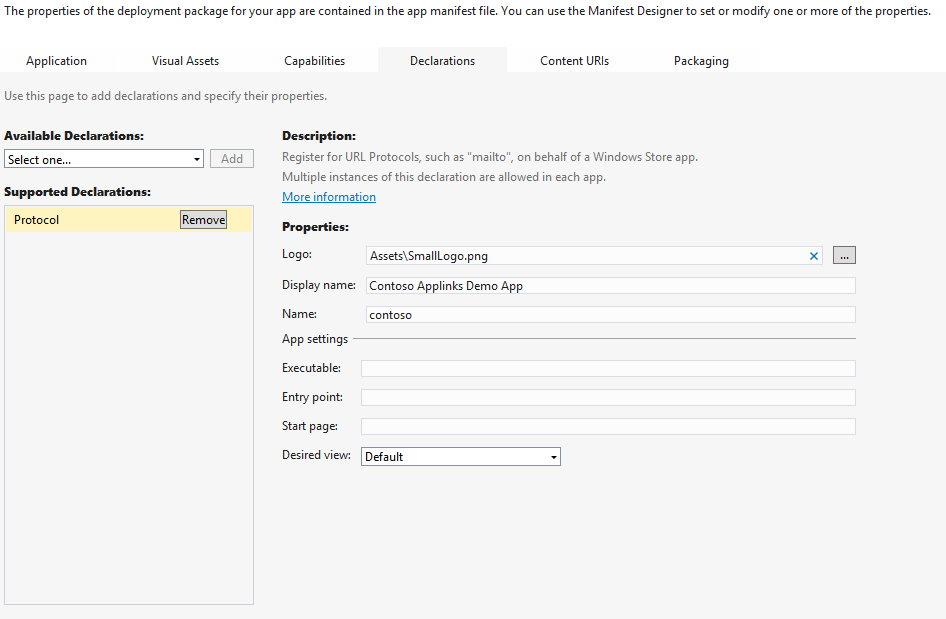 The properties of the deployment package for your app are contained in the app manifest file. You can use the Manifest Designer to set or modify one or more of the properties.
Application Visual Assets Capabilities Declarations Content URIs Packaging
Use this page to add declarations and specify their properties.
Available Declarations:
Select one... Add
Supported Declarations:
Protocol Remove
Description:
Register for URL Protocols, such as "mailto", on behalf of a Windows Store app.
Multiple instances of this declaration are allowed in each app.
More information
Properties:
Logo: Assets\SmallLogo.png ...
Display name: Contoso Applinks Demo App
Name: contoso
App settings
Executable:
Entry point:
Start page:
Desired view: Default